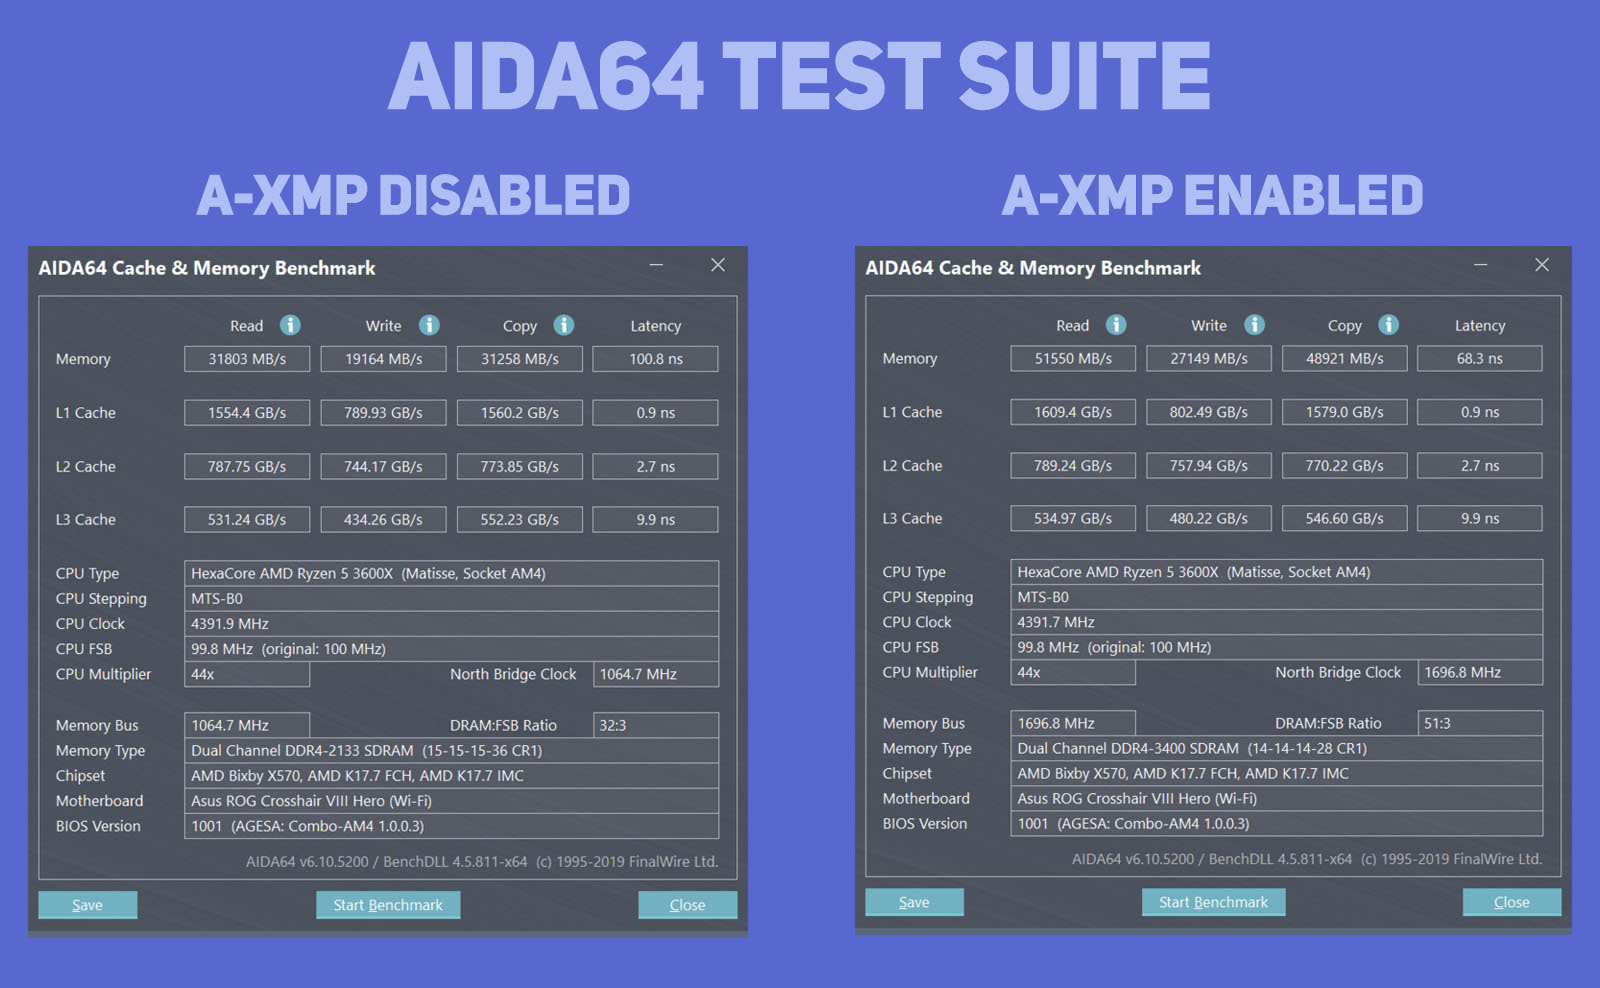 AIDA64 TEST SUITE
A-XMP DISABLED
AIDA64 Cache & Memory Benchmark
Read Write Copy Latency
Memory 31803 MB/s 19164 MB/s 31258 MB/s 100.8 ns
L1 Cache 1554.4 GB/s 789.93 GB/s 1560.2 GB/s 0.9 ns
L2 Cache 787.75 GB/s 744.17 GB/s 773.85 GB/s 2.7 ns
L3 Cache 531.24 GB/s 434.26 GB/s 552.23 GB/s 9.9 ns
CPU Type HexaCore AMD Ryzen 5 3600X (Matisse, Socket AM4)
CPU Stepping MTS-B0
CPU Clock 4391.9 MHz
CPU FSB 99.8 MHz (original: 100 MHz)
CPU Multiplier 44x North Bridge Clock 1064.7 MHz
Memory Bus 1064.7 MHz DRAM:FSB Ratio 32:3
Memory Type Dual Channel DDR4-2133 SDRAM (15-15-15-36 CR1)
Chipset AMD Bixby X570, AMD K17.7 FCH, AMD K17.7 IMC
Motherboard Asus ROG Crosshair VIII Hero (Wi-Fi)
BIOS Version 1001 (AGESA: Combo-AM4 1.0.0.3)
AIDA64 v6.10.5200 / BenchDLL 4.5.811-x64 (c) 1995-2019 FinalWire Ltd.
Save Start Benchmark Close
A-XMP ENABLED
AIDA64 Cache & Memory Benchmark
Read Write Copy Latency
Memory 51550 MB/s 27149 MB/s 48921 MB/s 68.3 ns
L1 Cache 1609.4 GB/s 802.49 GB/s 1579.0 GB/s 0.9 ns
L2 Cache 789.24 GB/s 757.94 GB/s 770.22 GB/s 2.7 ns
L3 Cache 534.97 GB/s 480.22 GB/s 546.60 GB/s 9.9 ns
CPU Type HexaCore AMD Ryzen 5 3600X (Matisse, Socket AM4)
CPU Stepping MTS-B0
CPU Clock 4391.7 MHz
CPU FSB 99.8 MHz (original: 100 MHz)
CPU Multiplier 44x North Bridge Clock 1696.8 MHz
Memory Bus 1696.8 MHz DRAM:FSB Ratio 51:3
Memory Type Dual Channel DDR4-3400 SDRAM (14-14-14-28 CR1)
Chipset AMD Bixby X570, AMD K17.7 FCH, AMD K17.7 IMC
Motherboard Asus ROG Crosshair VIII Hero (Wi-Fi)
BIOS Version 1001 (AGESA: Combo-AM4 1.0.0.3)
AIDA64 v6.10.5200 / BenchDLL 4.5.811-x64 (c) 1995-2019 FinalWire Ltd.
Save Start Benchmark Close